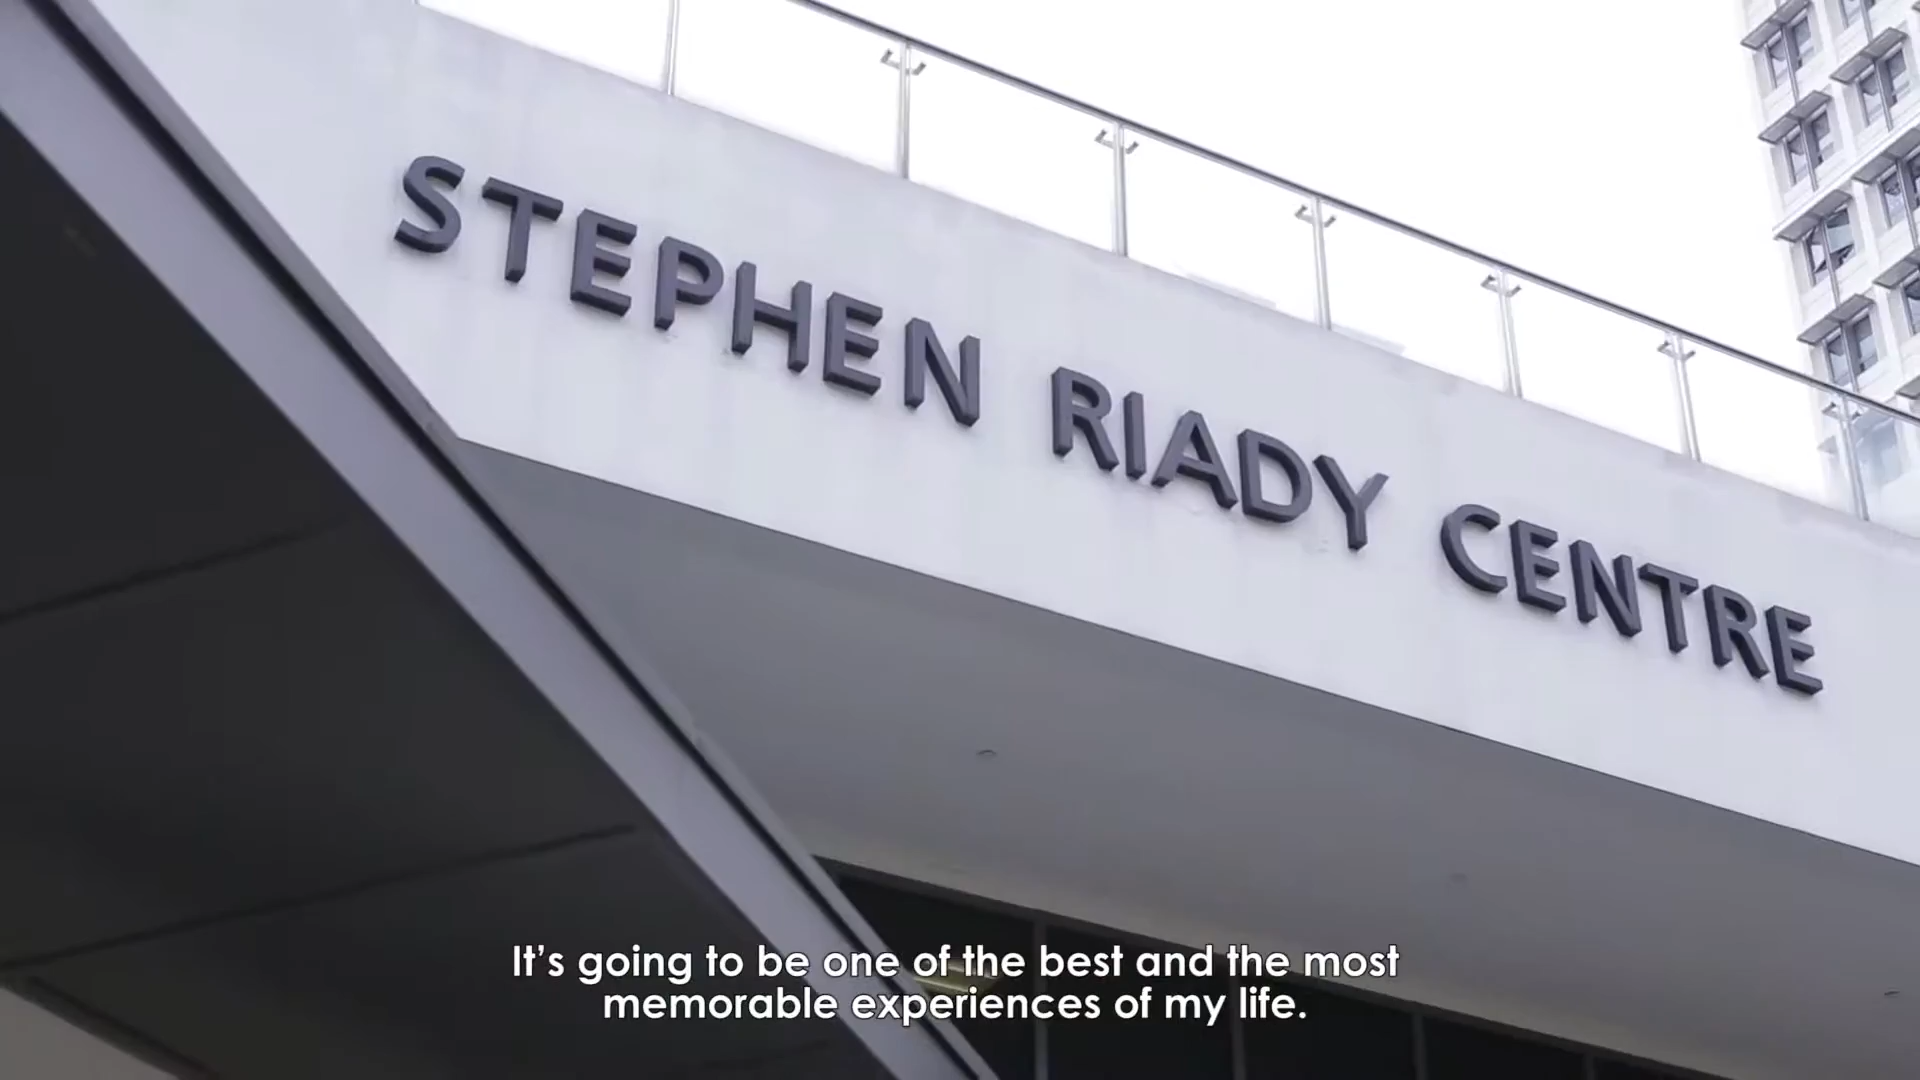 STEPHEN RIADY CENTRE
It’s going to be one of the best and the most
memorable experiences of my life.